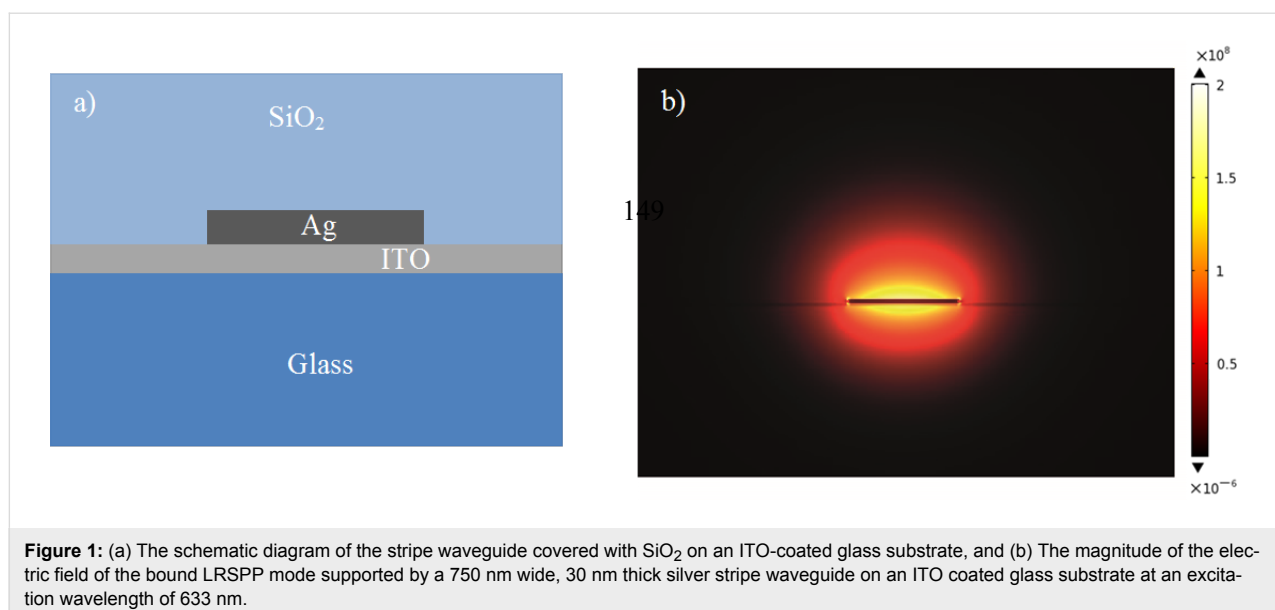 a)
SiO₂
Ag
ITO
Glass
b)
149
×10⁸
2
1.5
1
0.5
×10⁻⁶
Figure 1: (a) The schematic diagram of the stripe waveguide covered with SiO₂ on an ITO-coated glass substrate, and (b) The magnitude of the elec-
tric field of the bound LRSPP mode supported by a 750 nm wide, 30 nm thick silver stripe waveguide on an ITO coated glass substrate at an excita-
tion wavelength of 633 nm.